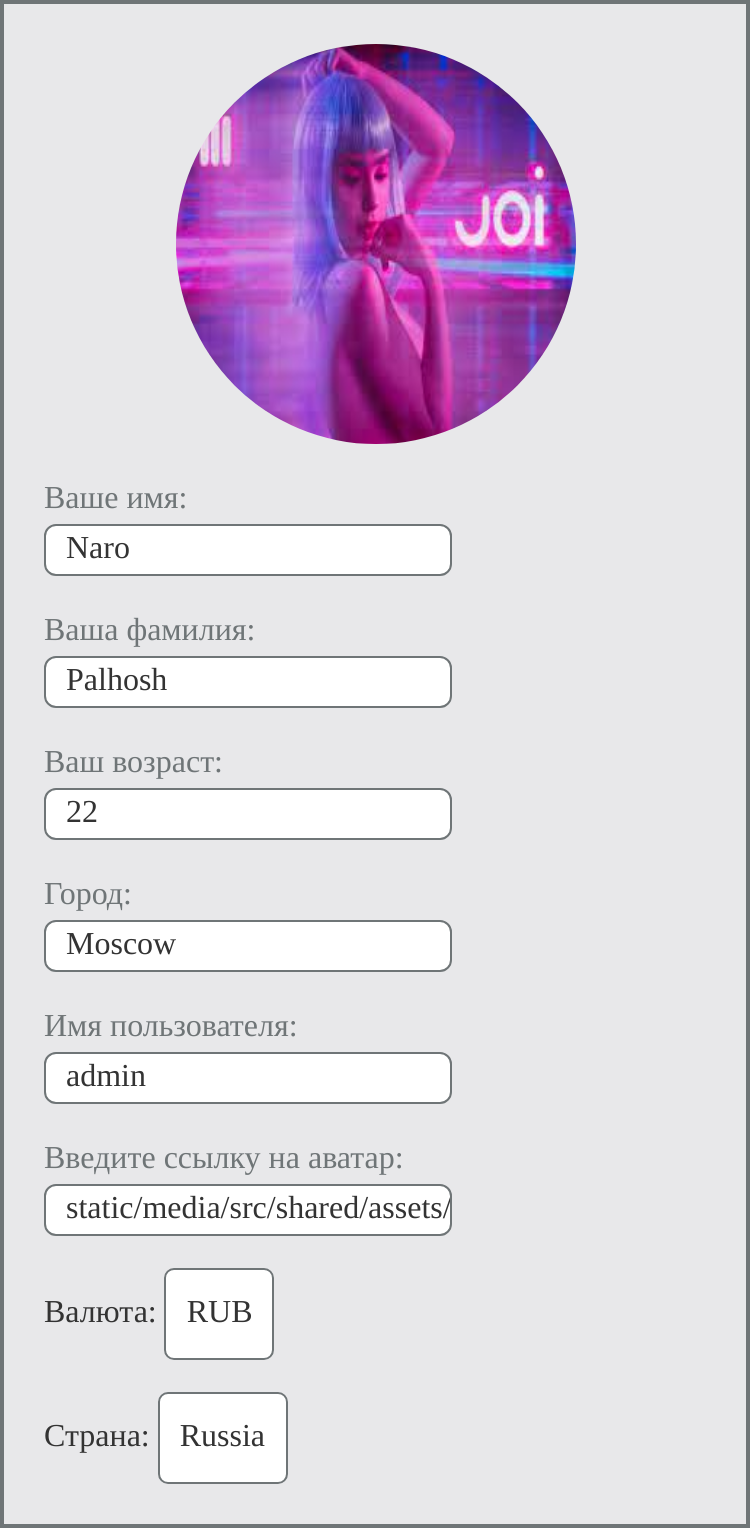 JOI
Ваше имя:
Naro
Ваша фамилия:
Palhosh
Ваш возраст:
22
Город:
Moscow
Имя пользователя:
admin
Введите ссылку на аватар:
static/media/src/shared/assets/
Валюта: RUB
Страна: Russia